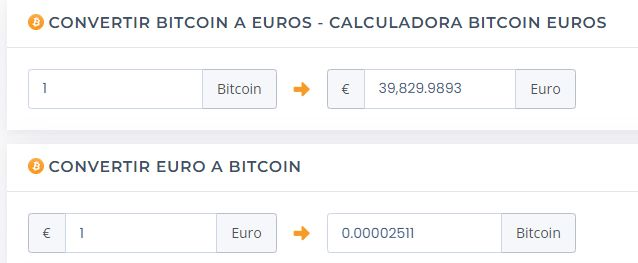 CONVERTIR BITCOIN A EUROS - CALCULADORA BITCOIN EUROS
1 Bitcoin € 39,829.9893 Euro
CONVERTIR EURO A BITCOIN
€ 1 Euro 0.00002511 Bitcoin